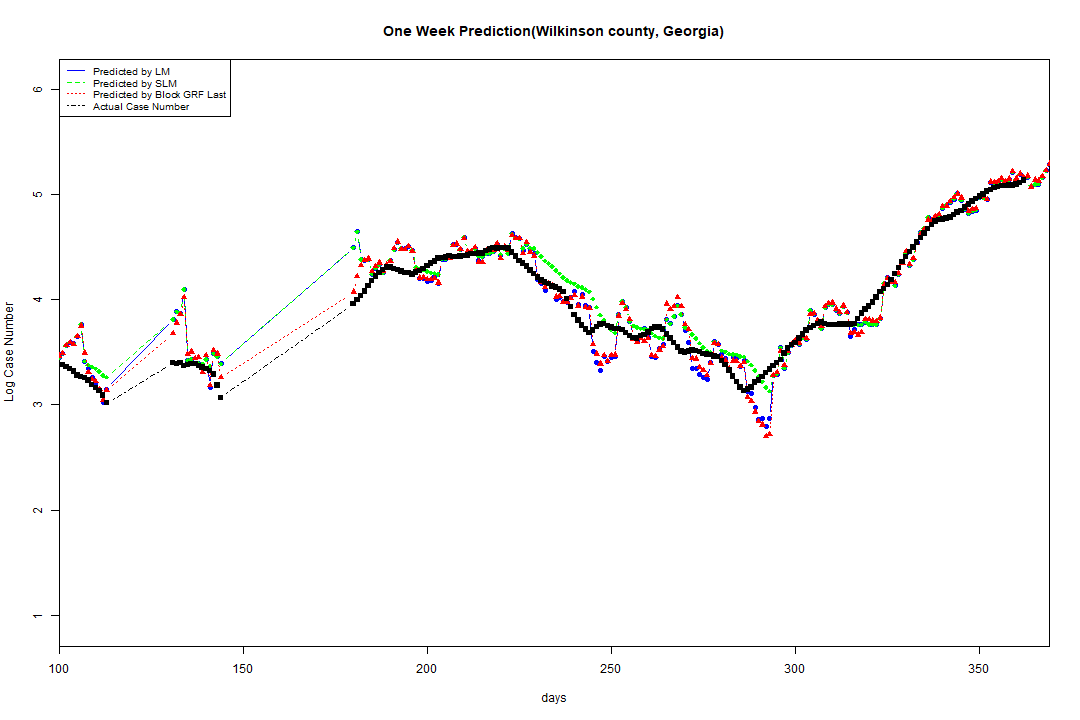 One Week Prediction(Wilkinson county, Georgia)
Predicted by LM
Predicted by SLM
Predicted by Block GRF Last
Actual Case Number
Log Case Number
6
5
4
3
2
1
100 150 200 250 300 350
days